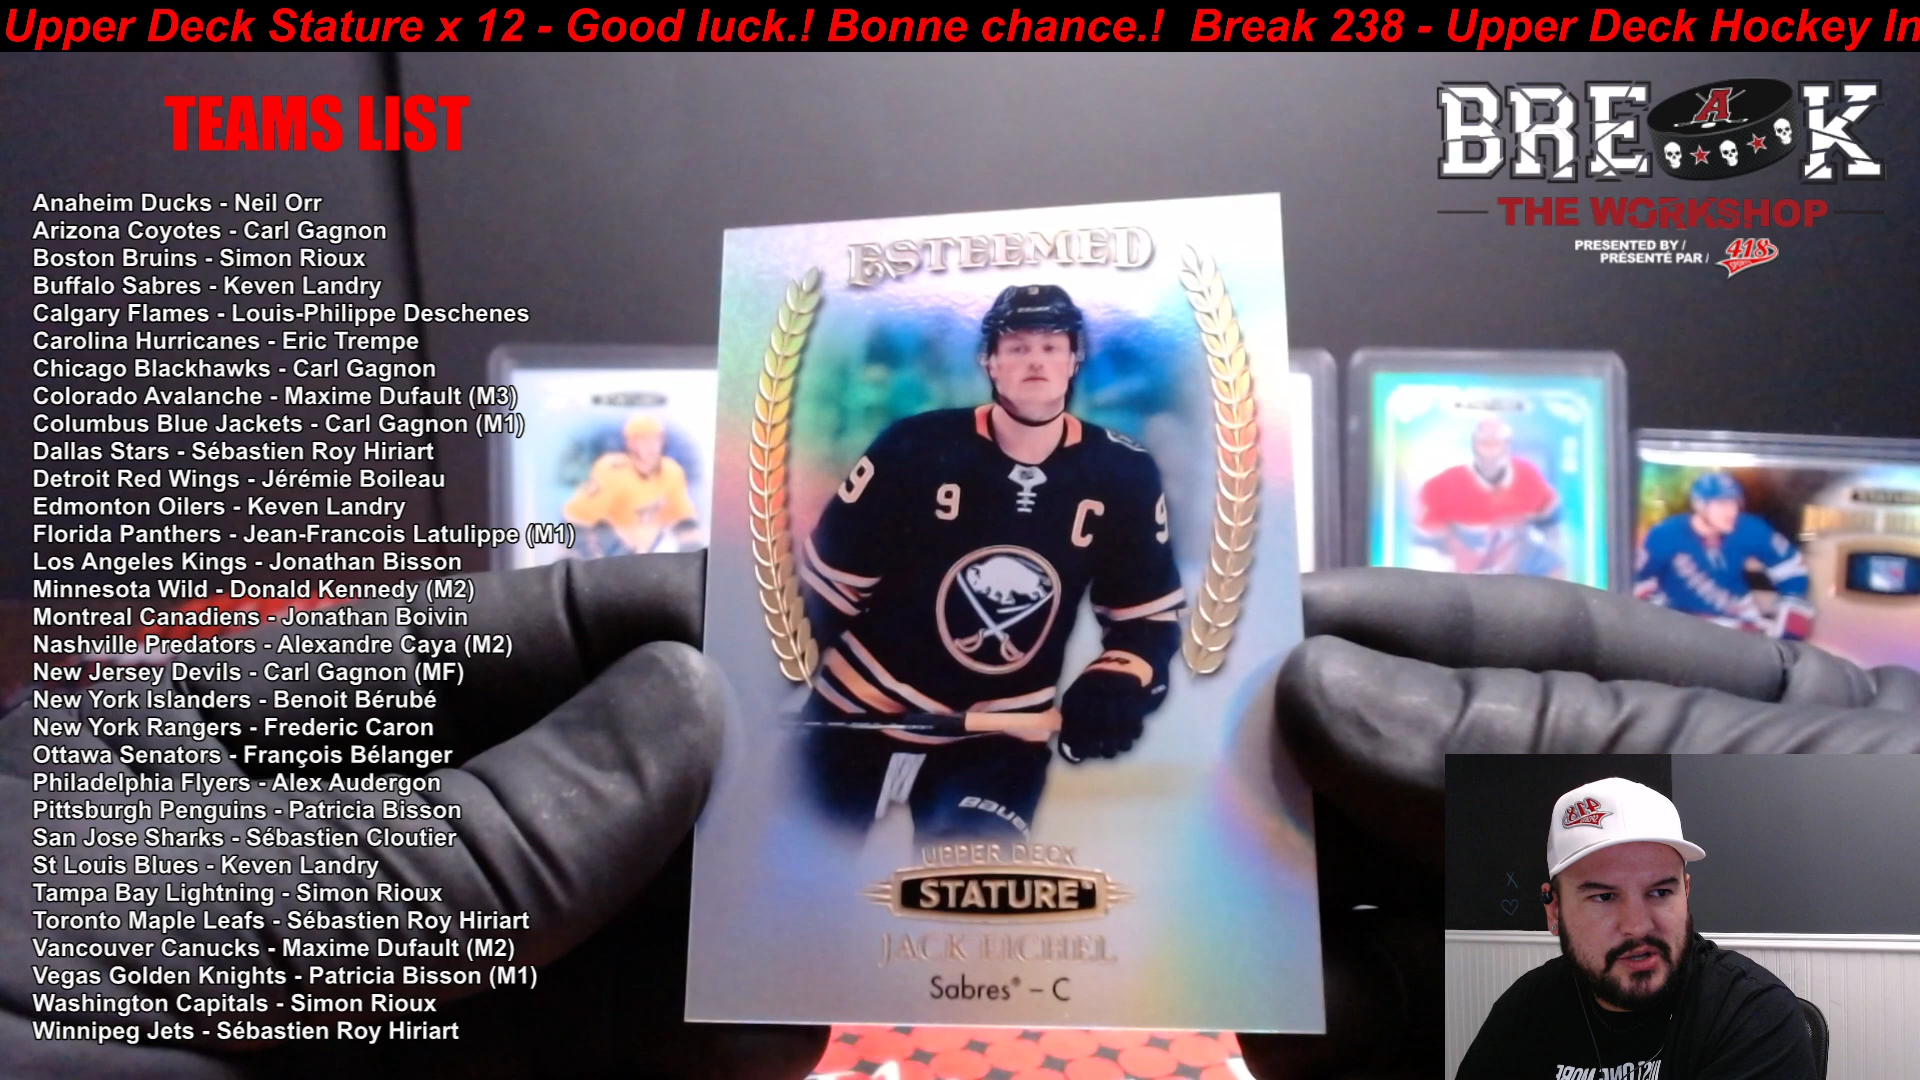 Upper Deck Stature x 12 - Good luck.! Bonne chance.! Break 238 - Upper Deck Hockey In
TEAMS LIST
Anaheim Ducks - Neil Orr
Arizona Coyotes - Carl Gagnon
Boston Bruins - Simon Rioux
Buffalo Sabres - Keven Landry
Calgary Flames - Louis-Philippe Deschenes
Carolina Hurricanes - Eric Trempe
Chicago Blackhawks - Carl Gagnon
Colorado Avalanche - Maxime Dufault (M3)
Columbus Blue Jackets - Carl Gagnon (M1)
Dallas Stars - Sébastien Roy Hiriart
Detroit Red Wings - Jérémie Boileau
Edmonton Oilers - Keven Landry
Florida Panthers - Jean-Francois Latulippe (M1)
Los Angeles Kings - Jonathan Bisson
Minnesota Wild - Donald Kennedy (M2)
Montreal Canadiens - Jonathan Boivin
Nashville Predators - Alexandre Caya (M2)
New Jersey Devils - Carl Gagnon (MF)
New York Islanders - Benoit Bérubé
New York Rangers - Frederic Caron
Ottawa Senators - François Bélanger
Philadelphia Flyers - Alex Audergon
Pittsburgh Penguins - Patricia Bisson
San Jose Sharks - Sébastien Cloutier
St Louis Blues - Keven Landry
Tampa Bay Lightning - Simon Rioux
Toronto Maple Leafs - Sébastien Roy Hiriart
Vancouver Canucks - Maxime Dufault (M2)
Vegas Golden Knights - Patricia Bisson (M1)
Washington Capitals - Simon Rioux
Winnipeg Jets - Sébastien Roy Hiriart
ESTEEMED
9
9 9 C 9
Bauer
UPPER DECK
STATURE
JACK EICHEL
Sabres® – C
BREAK
THE WORKSHOP
PRESENTED BY /
PRÉSENTÉ PAR / 418
STATURE
418
JUST ONE MORE